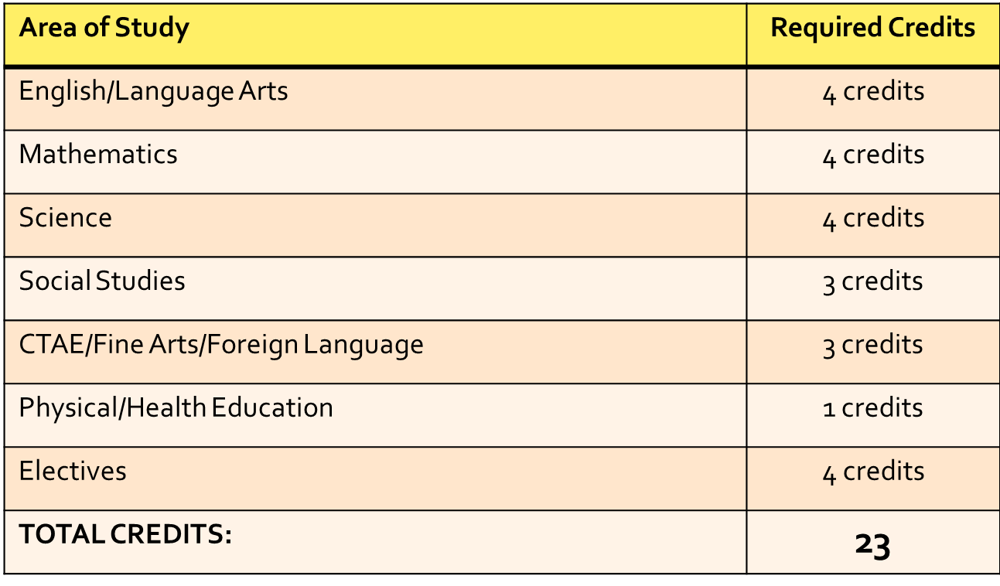 Area of Study Required Credits
English/Language Arts 4 credits
Mathematics 4 credits
Science 4 credits
Social Studies 3 credits
CTAE/Fine Arts/Foreign Language 3 credits
Physical/Health Education 1 credits
Electives 4 credits
TOTAL CREDITS: 23